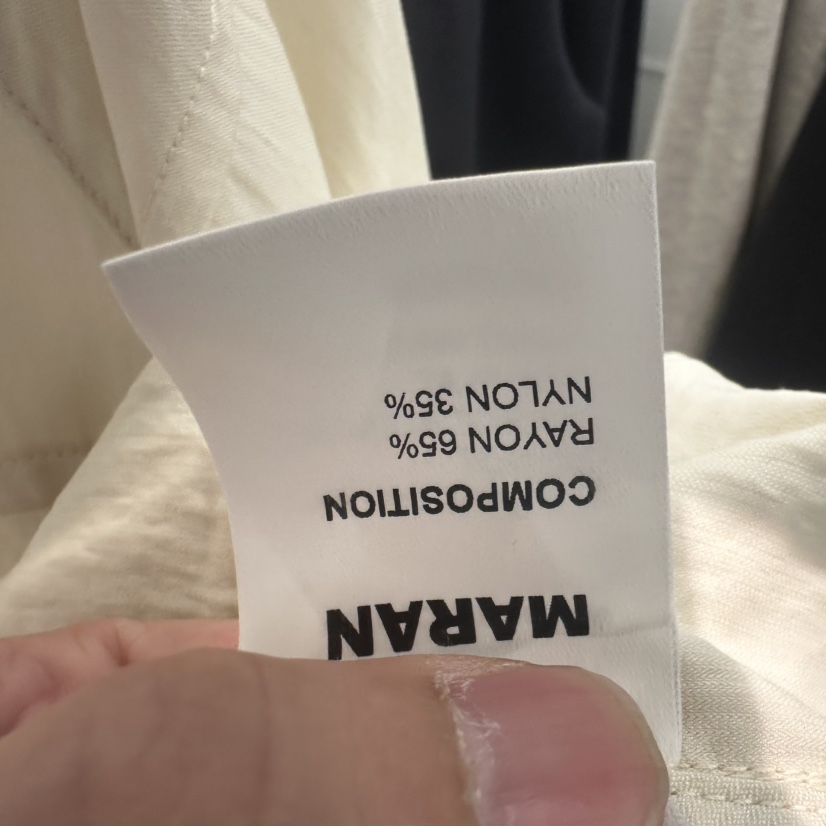 MARAN
COMPOSITION
RAYON 65%
NYLON 35%